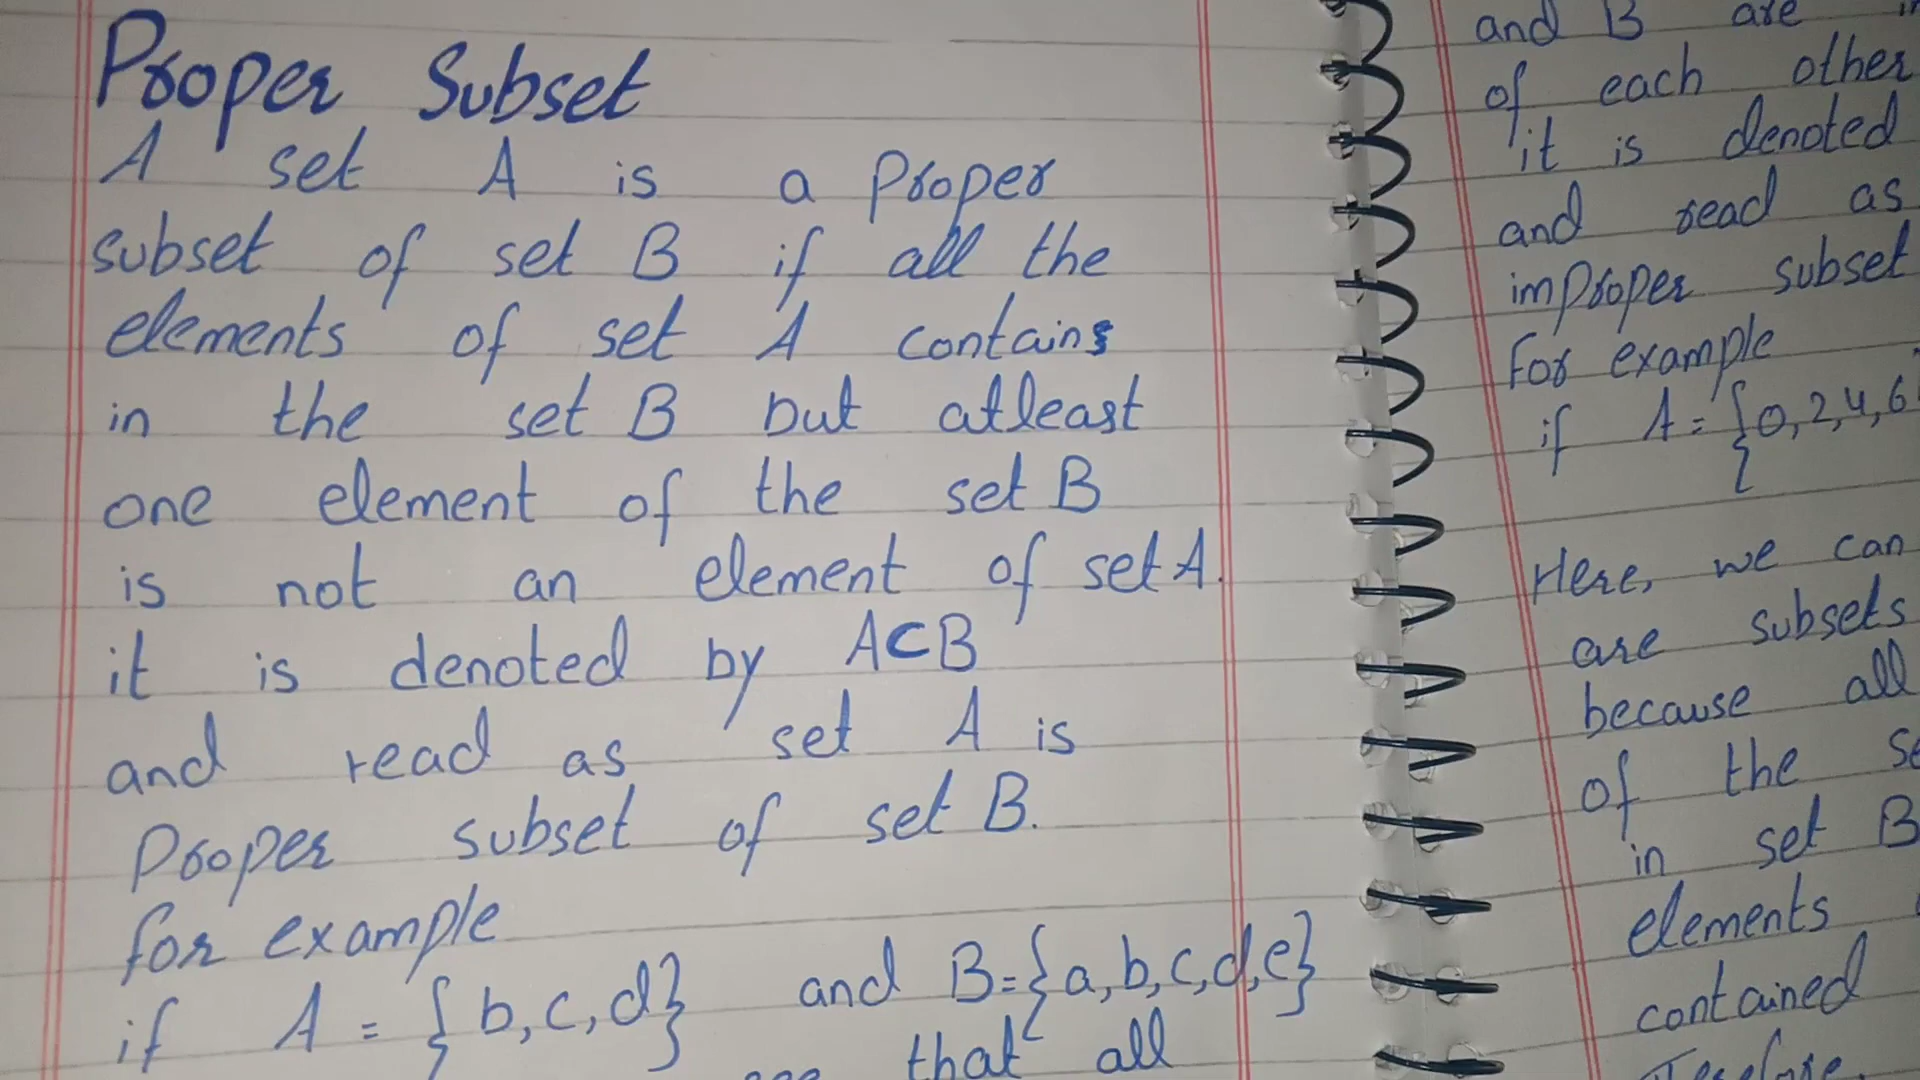 Proper Subset
A set A is a Proper
subset of set B if all the
elements of set A contains
in the set B but atleast
one element of the set B
is not an element of set A.
it is denoted by A⊂B
and read as set A is
Proper subset of set B.
for example
if A = {b, c, d} and B = {a, b, c, d, e}
that all
and B are
of each other
it is denoted
and read as
improper subset
For example
if A = {0, 2, 4, 6
Here, we can
are subsets
because all
of the
in set B
elements
contained